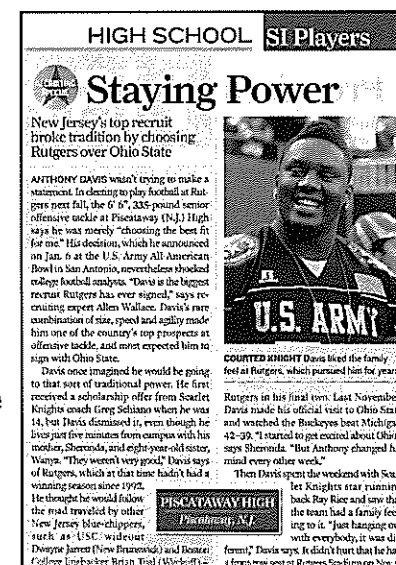 HIGH SCHOOL SI Players
Staying Power
New Jersey's top recruit
broke tradition by choosing
Rutgers over Ohio State
ANTHONY DAVIS wasn't trying to make a
statement. In electing to play football at Rut-
gers next fall, the 6' 6", 335-pound senior
offensive tackle at Piscataway (N.J.) High
says he was merely "choosing the best fit
for me." His decision, which he announced
on Jan. 6 at the U.S. Army All-American
Bowl in San Antonio, nevertheless shocked
college football analysts. "Davis is the biggest
recruit Rutgers has ever signed," says re-
cruiting expert Allen Wallace. Davis's rare
combination of size, speed and agility made
him one of the country's top prospects at
offensive tackle, and most expected him to
sign with Ohio State.
Davis once imagined he would be going
to that sort of traditional power. He first
received a scholarship offer from Scarlet
Knights coach Greg Schiano when he was
14, but Davis dismissed it, even though he
lives just five minutes from campus with his
mother, Sheronda, and eight-year-old sister,
Wanya. "They weren't very good," Davis says
of Rutgers, which at that time hadn't had a
winning season since 1992.
He thought he would follow
the road traveled by other
New Jersey blue-chippers,
such as USC wideout
Dwayne Jarrett (New Brunswick) and Boston
College linebacker Brian Toal (Wyckoff)—
U.S. ARMY
COURTED KNIGHT Davis liked the family
feel at Rutgers, which pursued him for years
Rutgers in his final two. Last November
Davis made his official visit to Ohio Stat
and watched the Buckeyes beat Michiga
42–39. "I started to get excited about Ohio
says Sheronda. "But Anthony changed h
mind every other week."
Then Davis spent the weekend with Scar
let Knights star runnin
back Ray Rice and saw tha
the team had a family fee
ing to it. "Just hanging ou
with everybody, it was di
ferent," Davis says. It didn't hurt that he ha
a front row seat at Rutgers Stadium on Nov.
PISCATAWAY HIGH
Piscataway, N.J.